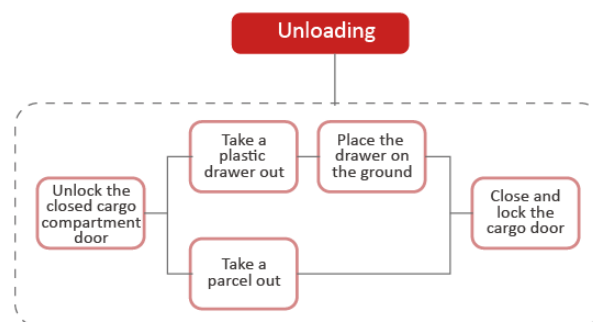 Unloading
Unlock the
closed cargo
compartment
door
Take a
plastic
drawer out
Place the
drawer on
the ground
Take a
parcel out
Close and
lock the
cargo door